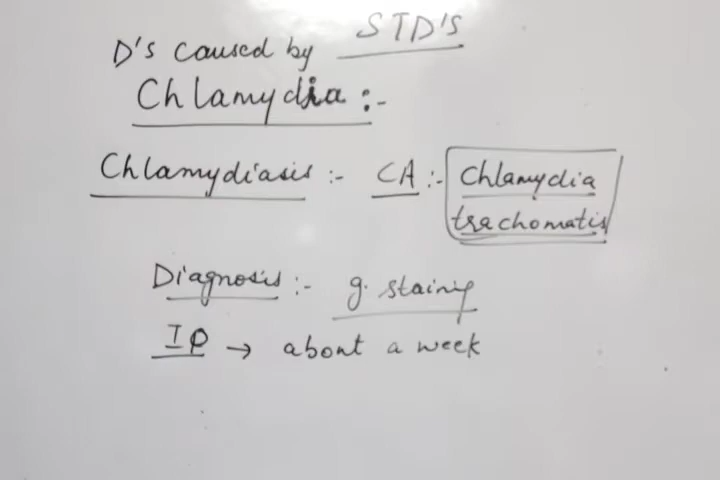 STD's
D's caused by
Chlamydia :-
Chlamydiasis :- CA :- Chlamydia
trachomatis
Diagnosis :- g. staining
IP → about a week